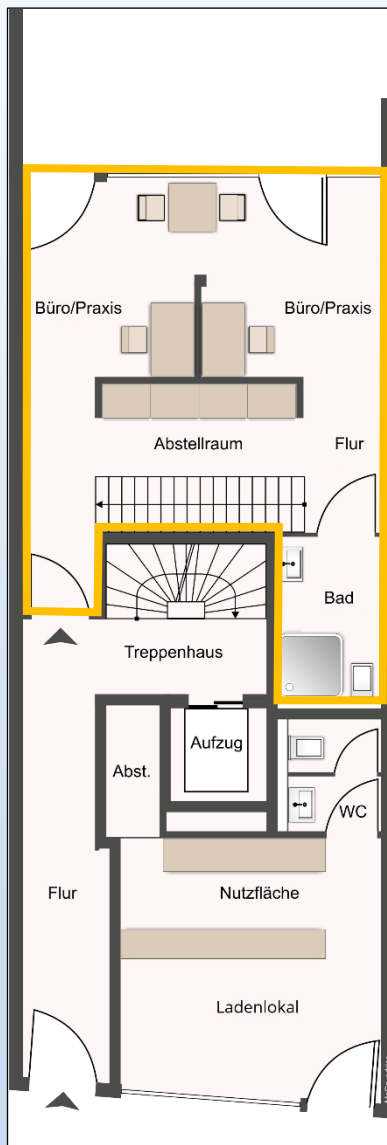 Büro/Praxis
Büro/Praxis
Abstellraum
Flur
Bad
Treppenhaus
Aufzug
Abst.
WC
Flur
Nutzfläche
Ladenlokal